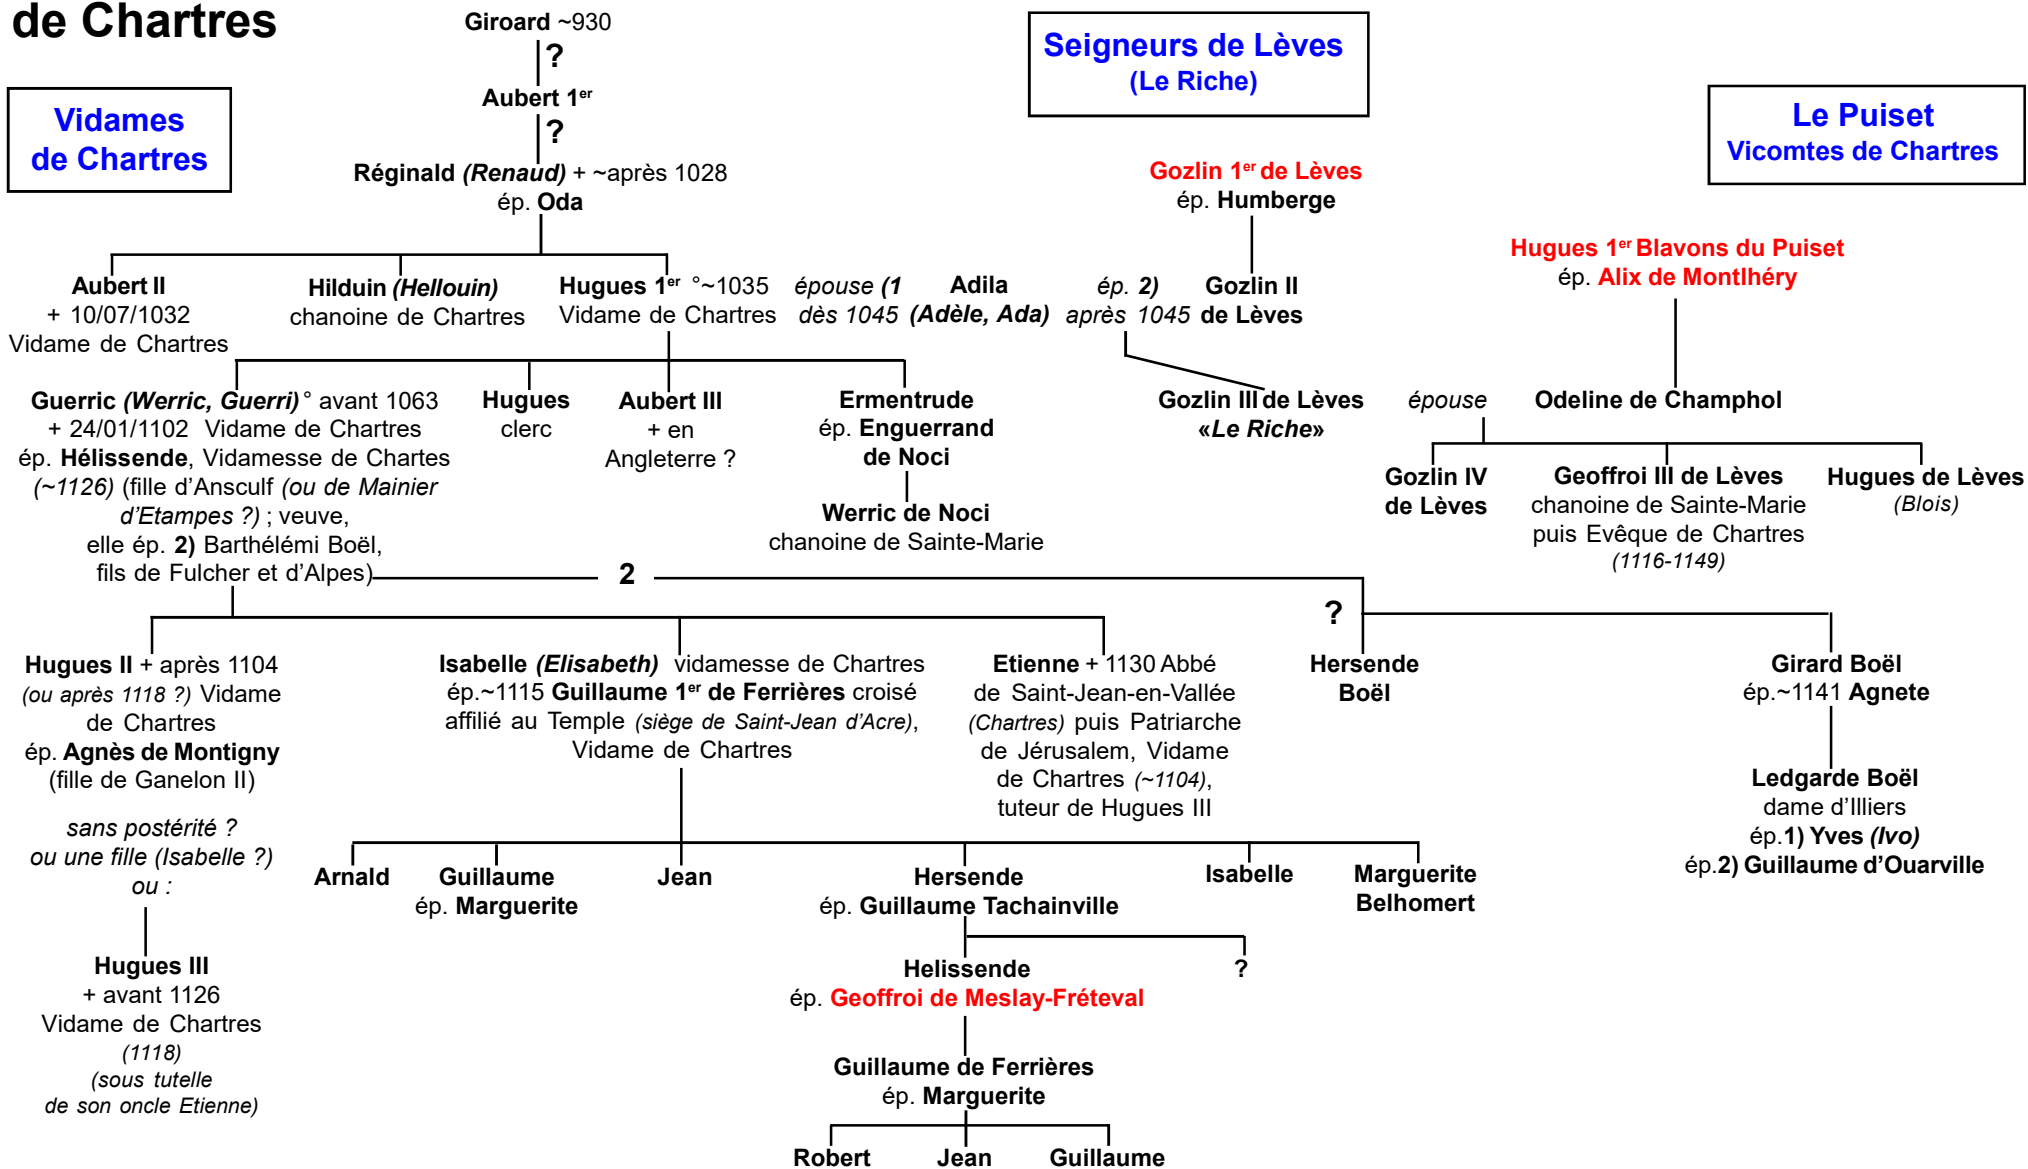 de Chartres
Vidames
de Chartres
Giroard ~930
?
Aubert 1er
?
Réginald (Renaud) + ~après 1028
ép. Oda
Seigneurs de Lèves
(Le Riche)
Le Puiset
Vicomtes de Chartres
Gozlin 1er de Lèves
ép. Humberge
Hugues 1er Blavons du Puiset
ép. Alix de Montlhéry
Aubert II
+ 10/07/1032
Vidame de Chartres
Hilduin (Hellouin)
chanoine de Chartres
Hugues 1er °~1035
Vidame de Chartres
épouse (1
dès 1045
Adila
(Adèle, Ada)
ép. 2)
après 1045
Gozlin II
de Lèves
Guerric (Werric, Guerri) ° avant 1063
+ 24/01/1102 Vidame de Chartres
ép. Hélissende, Vidamesse de Chartes
(~1126) (fille d'Ansculf (ou de Mainier
d'Etampes ?) ; veuve,
elle ép. 2) Barthélémi Boël,
fils de Fulcher et d'Alpes)
Hugues
clerc
Aubert III
+ en
Angleterre ?
Ermentrude
ép. Enguerrand
de Noci
Werric de Noci
chanoine de Sainte-Marie
Gozlin III de Lèves
«Le Riche»
épouse
Odeline de Champhol
Gozlin IV
de Lèves
Geoffroi III de Lèves
chanoine de Sainte-Marie
puis Evêque de Chartres
(1116-1149)
Hugues de Lèves
(Blois)
2
?
Hugues II + après 1104
(ou après 1118 ?) Vidame
de Chartres
ép. Agnès de Montigny
(fille de Ganelon II)
sans postérité ?
ou une fille (Isabelle ?)
ou :
Isabelle (Elisabeth) vidamesse de Chartres
ép.~1115 Guillaume 1er de Ferrières croisé
affilié au Temple (siège de Saint-Jean d'Acre),
Vidame de Chartres
Etienne + 1130 Abbé
de Saint-Jean-en-Vallée
(Chartres) puis Patriarche
de Jérusalem, Vidame
de Chartres (~1104),
tuteur de Hugues III
Hersende
Boël
Girard Boël
ép.~1141 Agnete
Ledgarde Boël
dame d'Illiers
ép.1) Yves (Ivo)
ép.2) Guillaume d'Ouarville
Arnald
Guillaume
ép. Marguerite
Jean
Hersende
ép. Guillaume Tachainville
Isabelle
Marguerite
Belhomert
Hugues III
+ avant 1126
Vidame de Chartres
(1118)
(sous tutelle
de son oncle Etienne)
Helissende
ép. Geoffroi de Meslay-Fréteval
?
Guillaume de Ferrières
ép. Marguerite
Robert
Jean
Guillaume